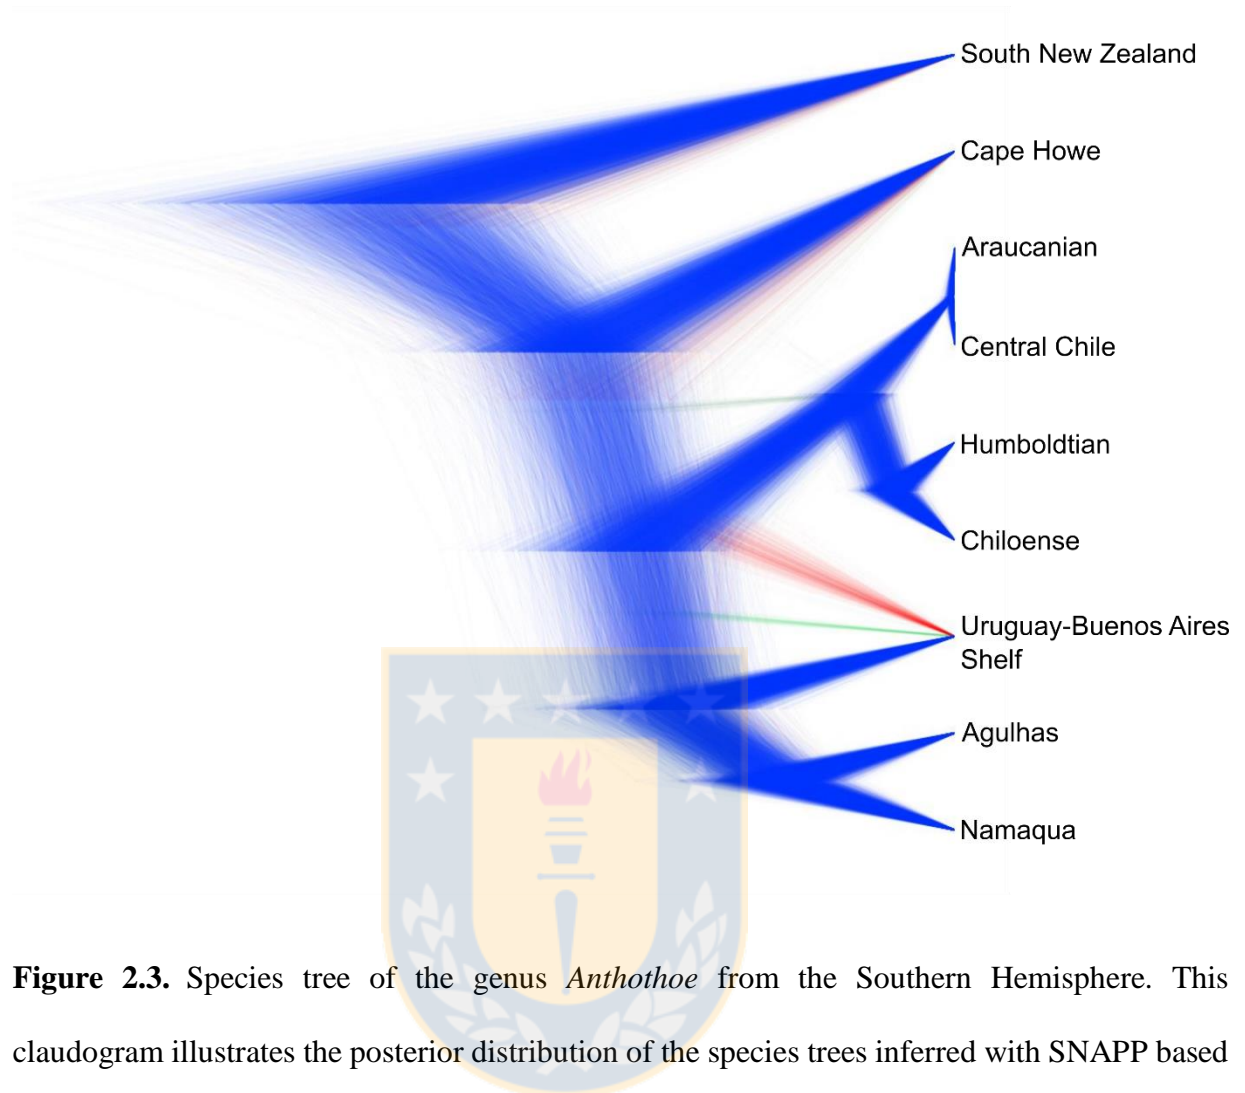 South New Zealand
Cape Howe
Araucanian
Central Chile
Humboldtian
Chiloense
Uruguay-Buenos Aires
Shelf
Agulhas
Namaqua
Figure 2.3. Species tree of the genus Anthothoe from the Southern Hemisphere. This
claudogram illustrates the posterior distribution of the species trees inferred with SNAPP based